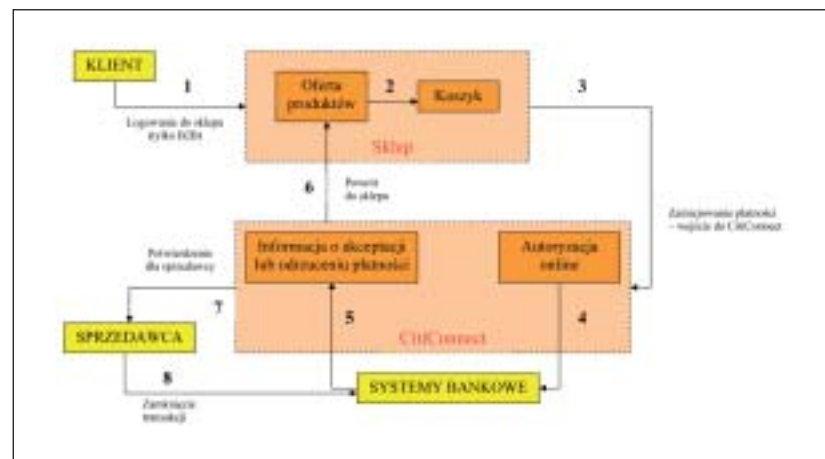 KLIENT
1
Logowanie do sklepu
tylko B2B
Oferta
produktów
2
Koszyk
3
Sklep
6
Powrót
do sklepu
Zainicjowanie płatności
– wejście do CitiConnect
Informacja o akceptacji
lub odrzuceniu płatności
Autoryzacja
online
Potwierdzenie
dla sprzedawcy
7
5
4
CitiConnect
SPRZEDAWCA
8
SYSTEMY BANKOWE
Zamknięcie
transakcji